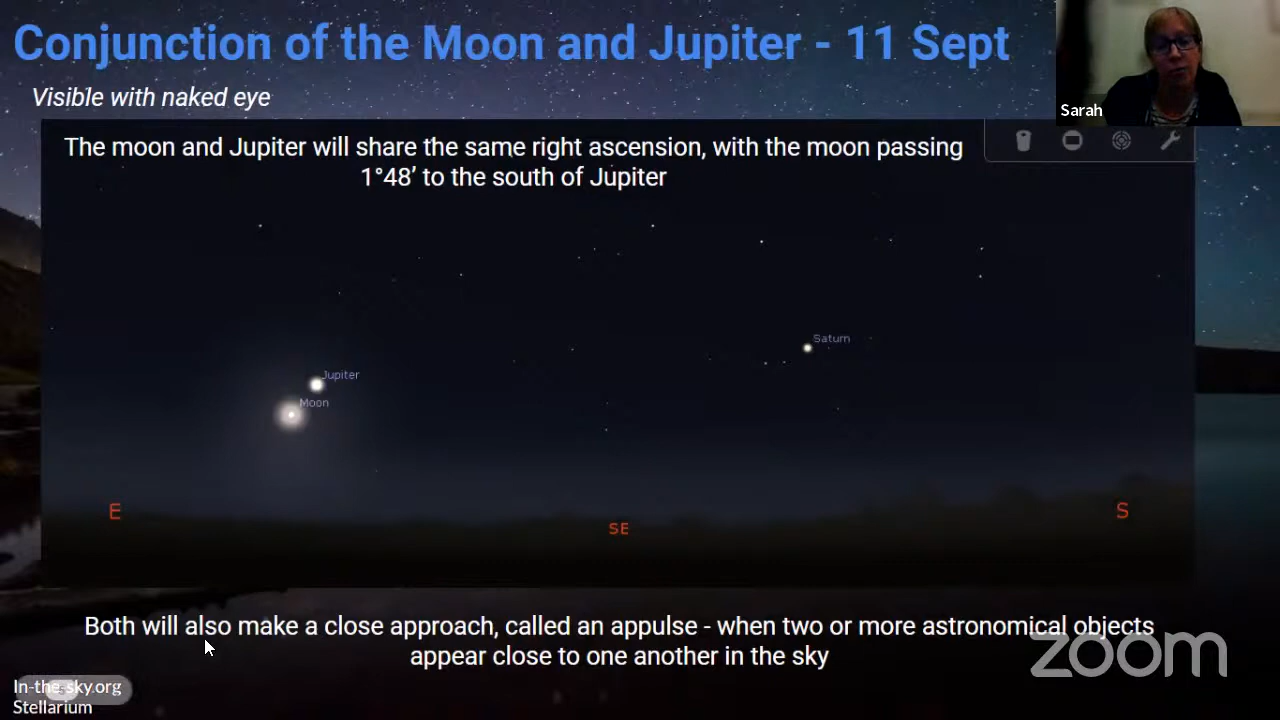 Conjunction of the Moon and Jupiter - 11 Sept
Visible with naked eye
Sarah
The moon and Jupiter will share the same right ascension, with the moon passing
1°48’ to the south of Jupiter
Saturn
Jupiter
Moon
E
SE
S
Both will also make a close approach, called an appulse - when two or more astronomical objects
appear close to one another in the sky
zoom
In-the-sky.org
Stellarium